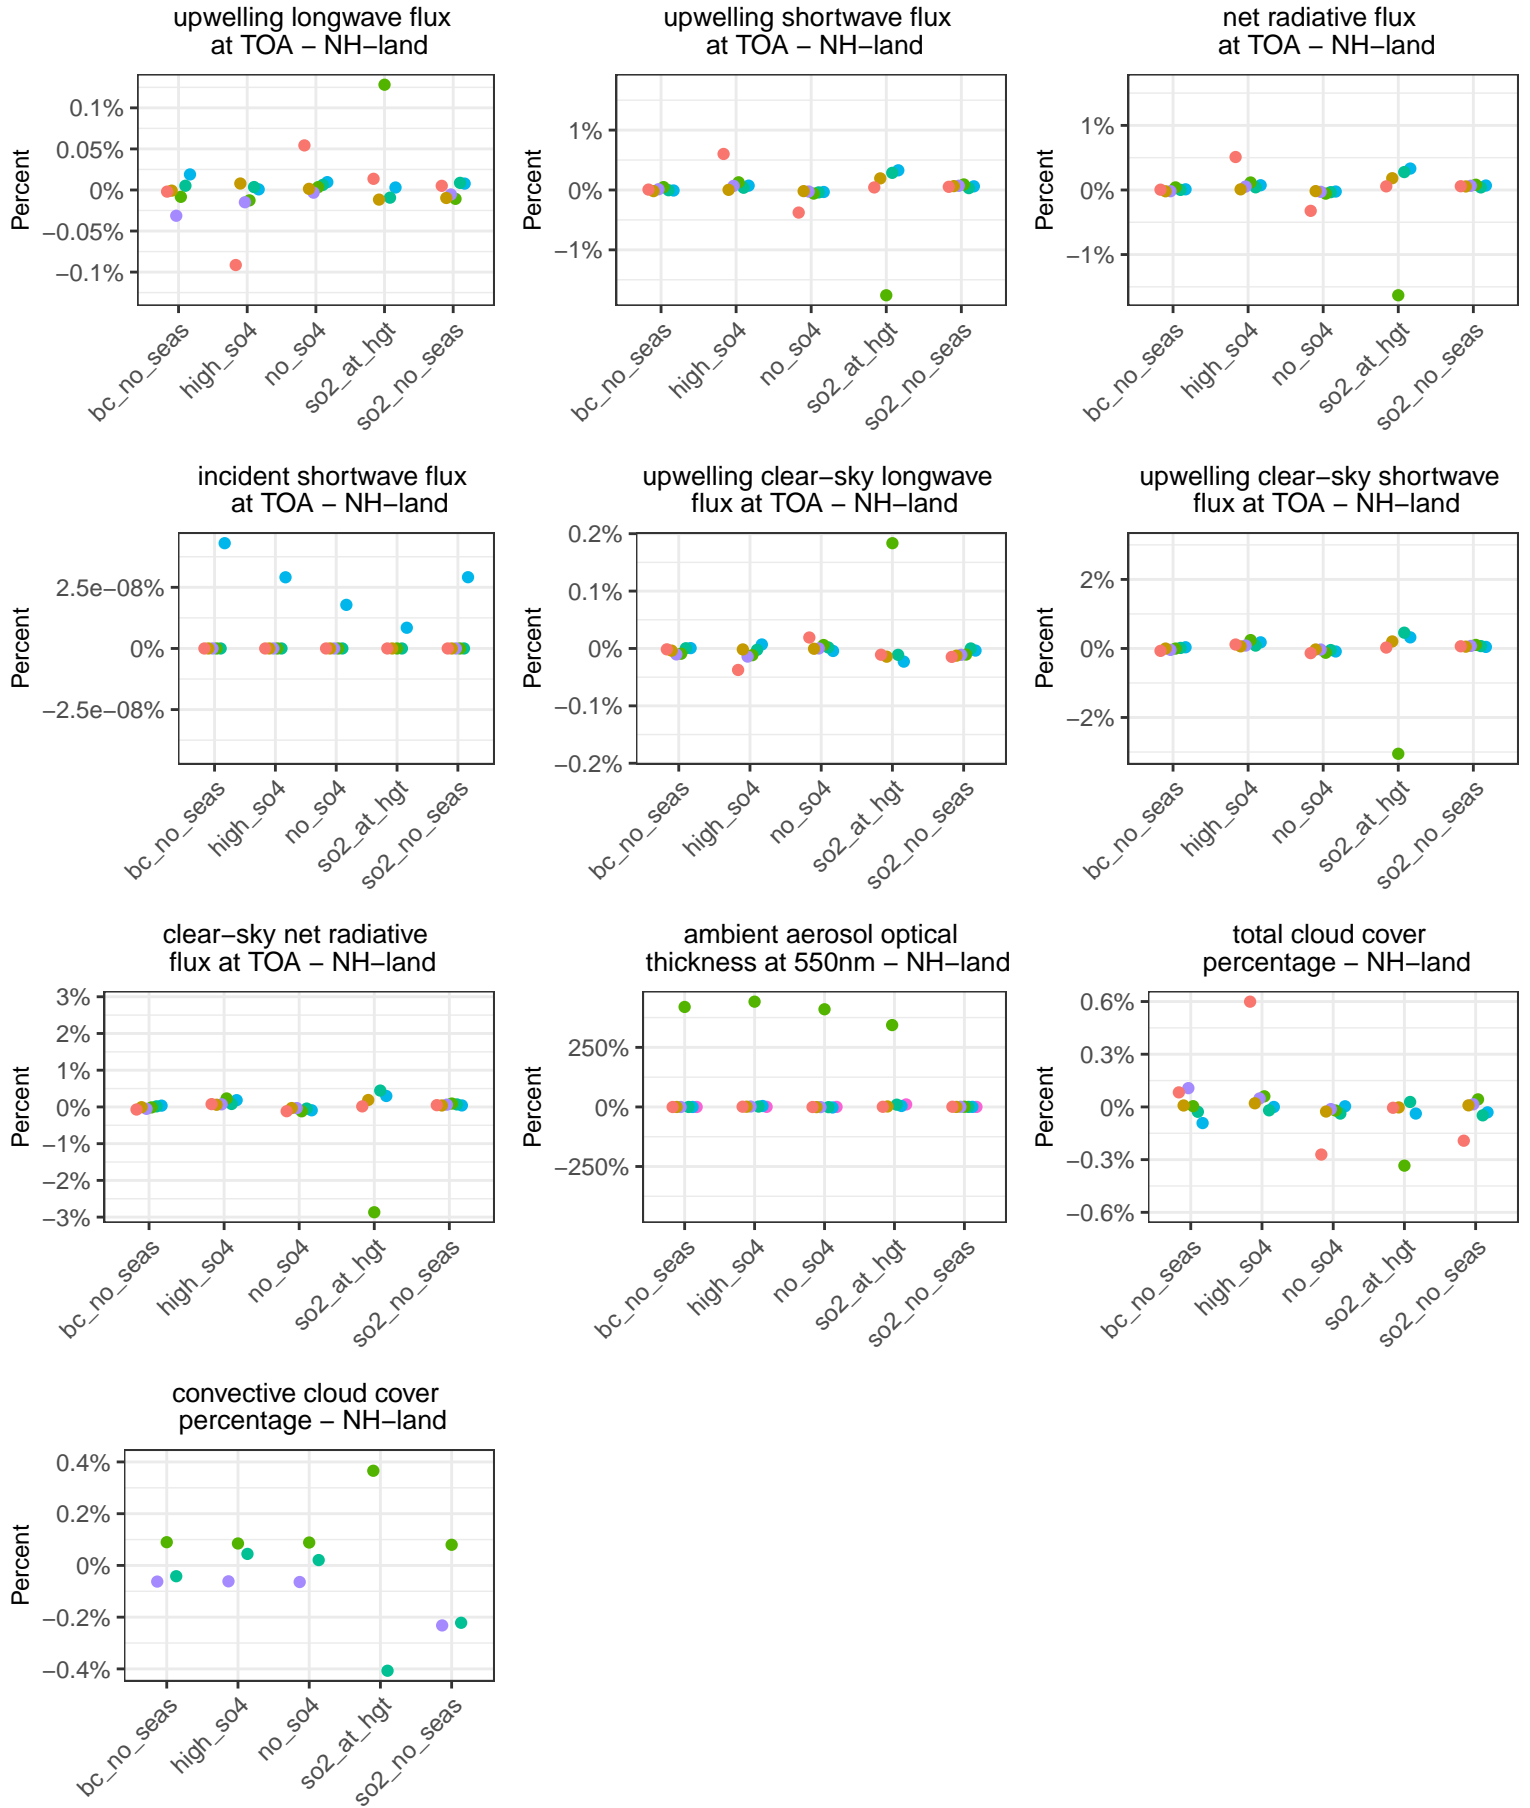 upwelling longwave flux
at TOA − NH−land
Percent
0.1%
0.05%
0%
−0.05%
−0.1%
bc_no_seas
high_so4
no_so4
so2_at_hgt
so2_no_seas
upwelling shortwave flux
at TOA − NH−land
Percent
1%
0%
−1%
bc_no_seas
high_so4
no_so4
so2_at_hgt
so2_no_seas
net radiative flux
at TOA − NH−land
Percent
1%
0%
−1%
bc_no_seas
high_so4
no_so4
so2_at_hgt
so2_no_seas
incident shortwave flux
at TOA − NH−land
Percent
2.5e−08%
0%
−2.5e−08%
bc_no_seas
high_so4
no_so4
so2_at_hgt
so2_no_seas
upwelling clear−sky longwave
flux at TOA − NH−land
Percent
0.2%
0.1%
0%
−0.1%
−0.2%
bc_no_seas
high_so4
no_so4
so2_at_hgt
so2_no_seas
upwelling clear−sky shortwave
flux at TOA − NH−land
Percent
2%
0%
−2%
bc_no_seas
high_so4
no_so4
so2_at_hgt
so2_no_seas
clear−sky net radiative
flux at TOA − NH−land
Percent
3%
2%
1%
0%
−1%
−2%
−3%
bc_no_seas
high_so4
no_so4
so2_at_hgt
so2_no_seas
ambient aerosol optical
thickness at 550nm − NH−land
Percent
250%
0%
−250%
bc_no_seas
high_so4
no_so4
so2_at_hgt
so2_no_seas
total cloud cover
percentage − NH−land
Percent
0.6%
0.3%
0%
−0.3%
−0.6%
bc_no_seas
high_so4
no_so4
so2_at_hgt
so2_no_seas
convective cloud cover
percentage − NH−land
Percent
0.4%
0.2%
0%
−0.2%
−0.4%
bc_no_seas
high_so4
no_so4
so2_at_hgt
so2_no_seas